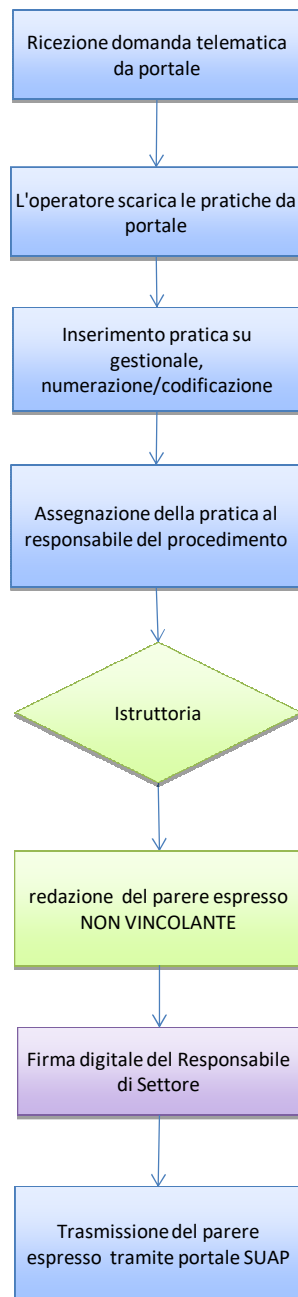 Ricezione domanda telematica
da portale
L'operatore scarica le pratiche da
portale
Inserimento pratica su
gestionale,
numerazione/codificazione
Assegnazione della pratica al
responsabile del procedimento
Istruttoria
redazione del parere espresso
NON VINCOLANTE
Firma digitale del Responsabile
di Settore
Trasmissione del parere
espresso tramite portale SUAP